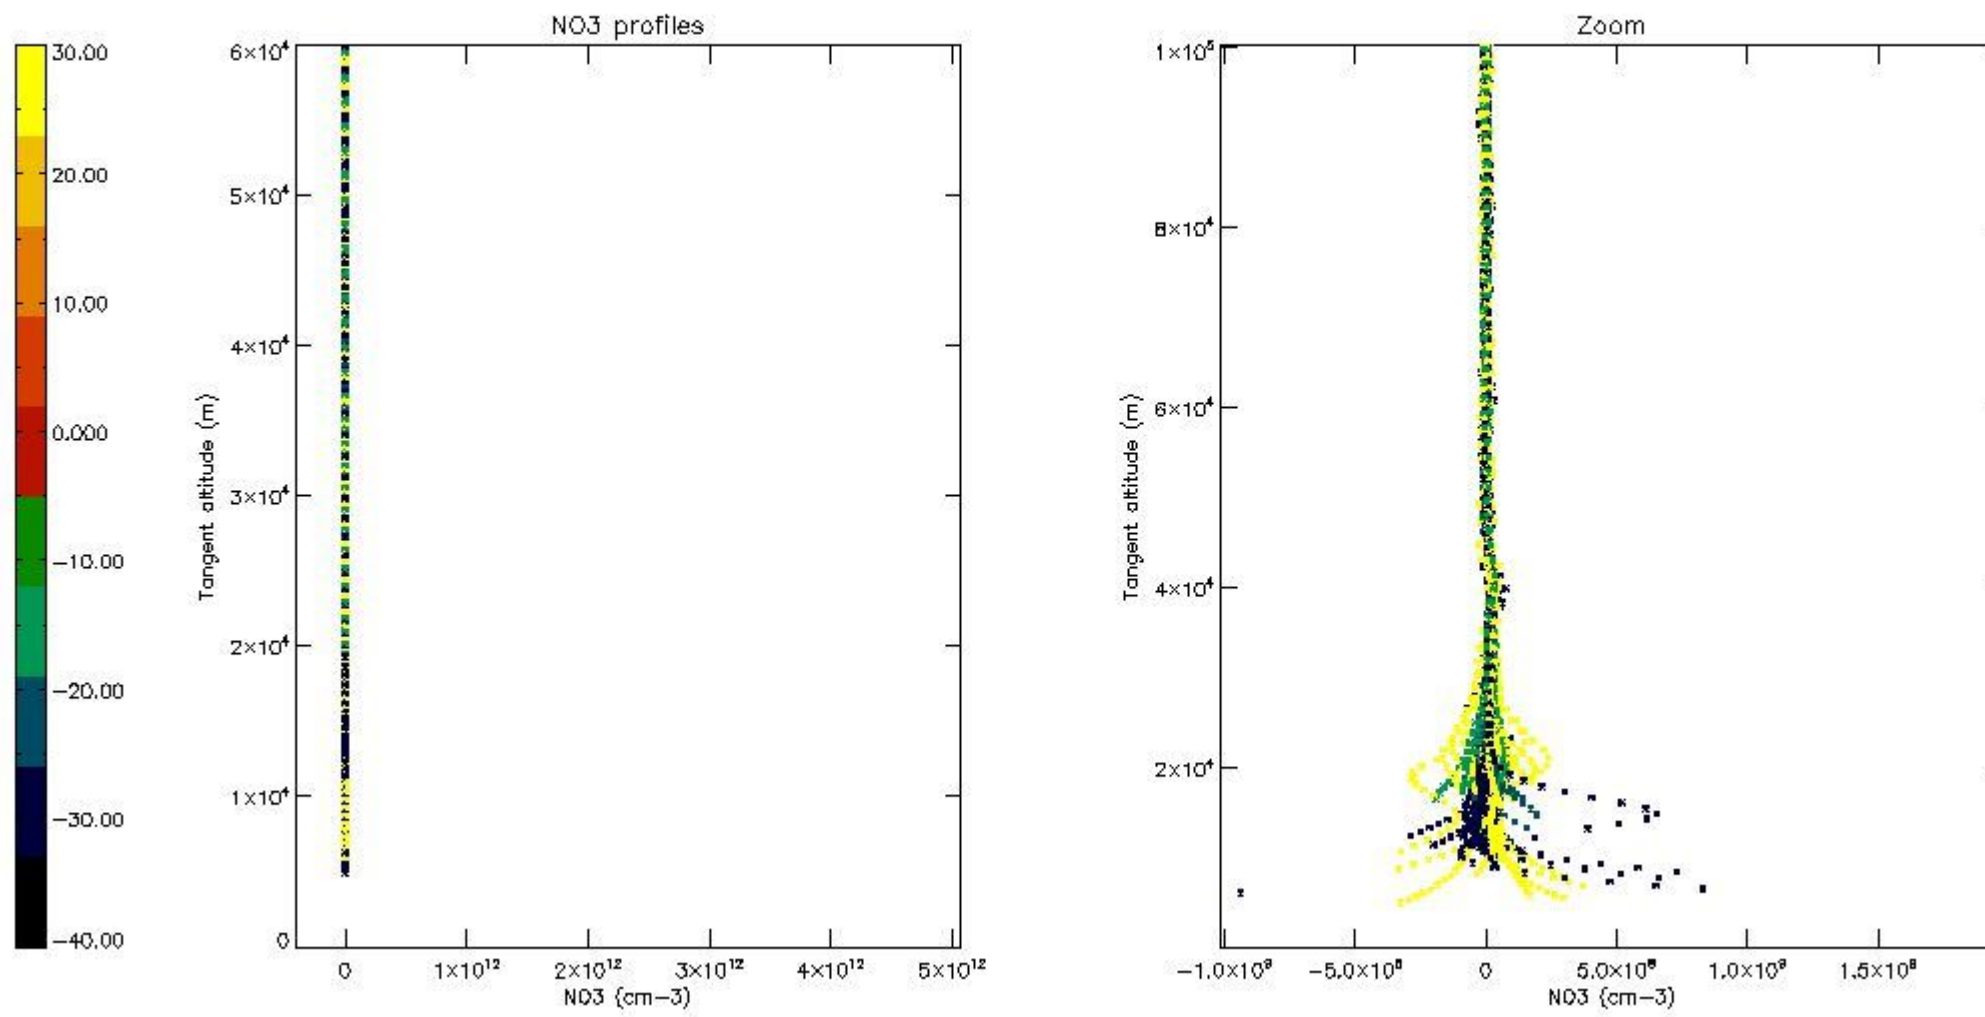 NO3 profiles
Zoom
30.00
20.00
10.00
0.000
−10.00
−20.00
−30.00
−40.00
Tangent altitude (m)
6×10⁴
5×10⁴
4×10⁴
3×10⁴
2×10⁴
1×10⁴
0
0 1×10¹² 2×10¹² 3×10¹² 4×10¹² 5×10¹²
NO3 (cm−3)
Tangent altitude (m)
1×10⁵
8×10⁴
6×10⁴
4×10⁴
2×10⁴
−1.0×10⁹ −5.0×10⁸ 0 5.0×10⁸ 1.0×10⁹ 1.5×10⁹
NO3 (cm−3)